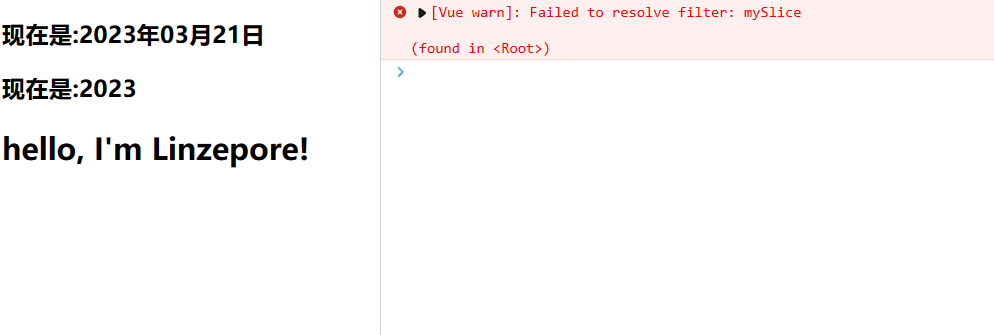 现在是:2023年03月21日
现在是:2023
hello, I'm Linzepore!
[Vue warn]: Failed to resolve filter: mySlice
(found in <Root>)